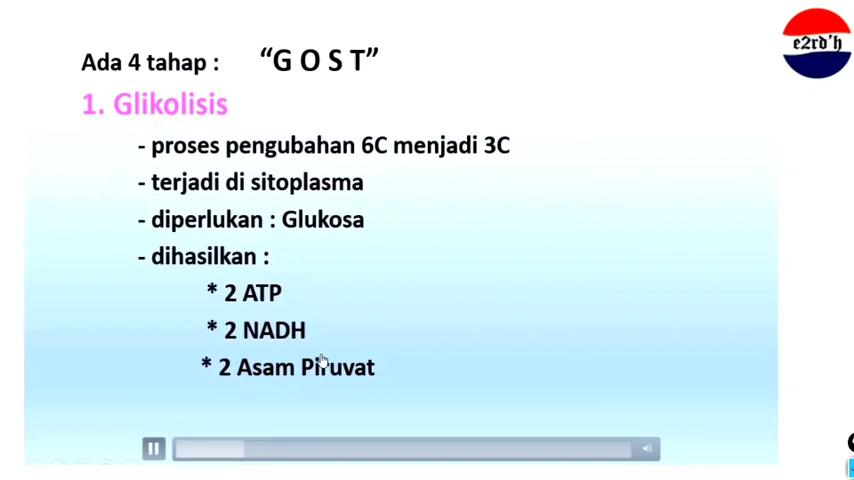 Ada 4 tahap : “G O S T”
e2rd'h
1. Glikolisis
- proses pengubahan 6C menjadi 3C
- terjadi di sitoplasma
- diperlukan : Glukosa
- dihasilkan :
* 2 ATP
* 2 NADH
* 2 Asam Piruvat